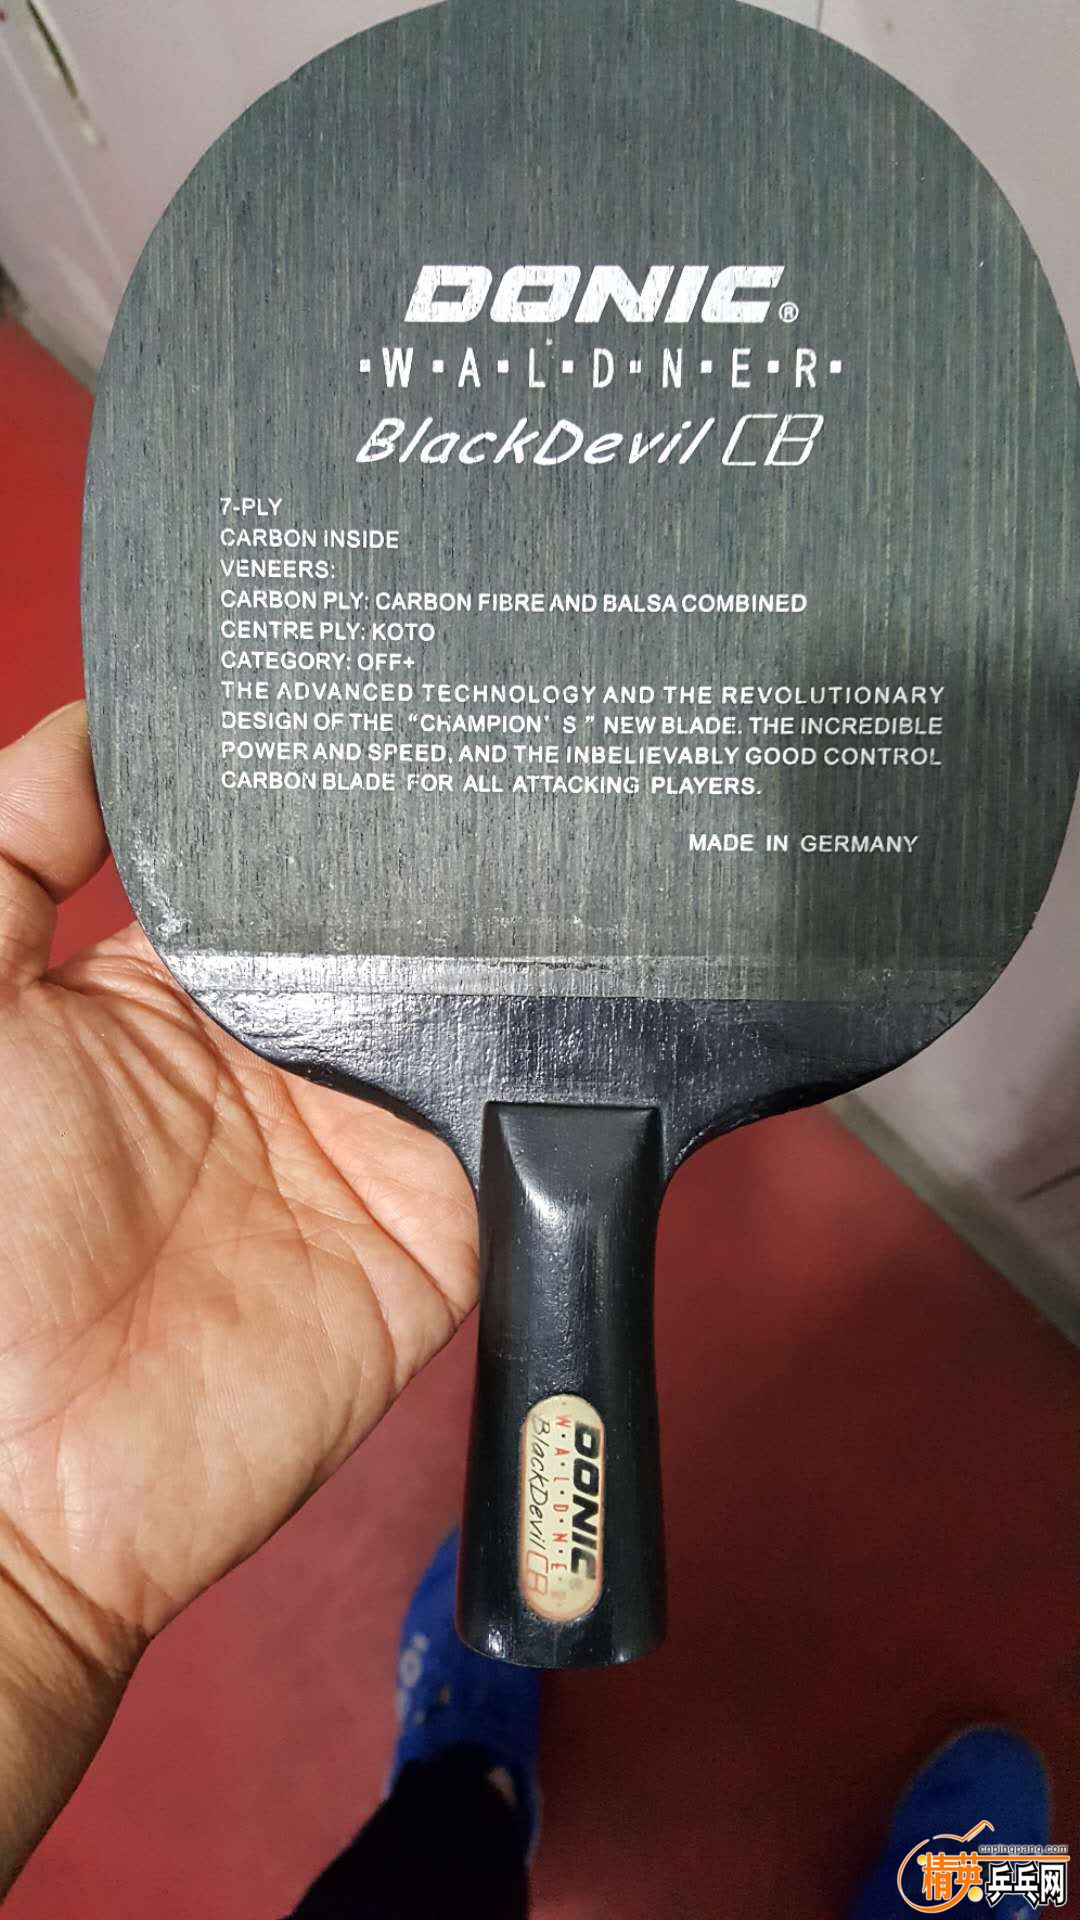 DONIC®
·W·A·L·D·N·E·R·
BlackDevil CB
7-PLY
CARBON INSIDE
VENEERS:
CARBON PLY: CARBON FIBRE AND BALSA COMBINED
CENTRE PLY: KOTO
CATEGORY: OFF+
THE ADVANCED TECHNOLOGY AND THE REVOLUTIONARY
DESIGN OF THE “CHAMPION' S ” NEW BLADE. THE INCREDIBLE
POWER AND SPEED, AND THE INBELIEVABLY GOOD CONTROL
CARBON BLADE FOR ALL ATTACKING PLAYERS.
MADE IN GERMANY
DONIC
W·A·L·D·N·E·
BlackDevil CB
cnpingpang.com
精英乒乓网